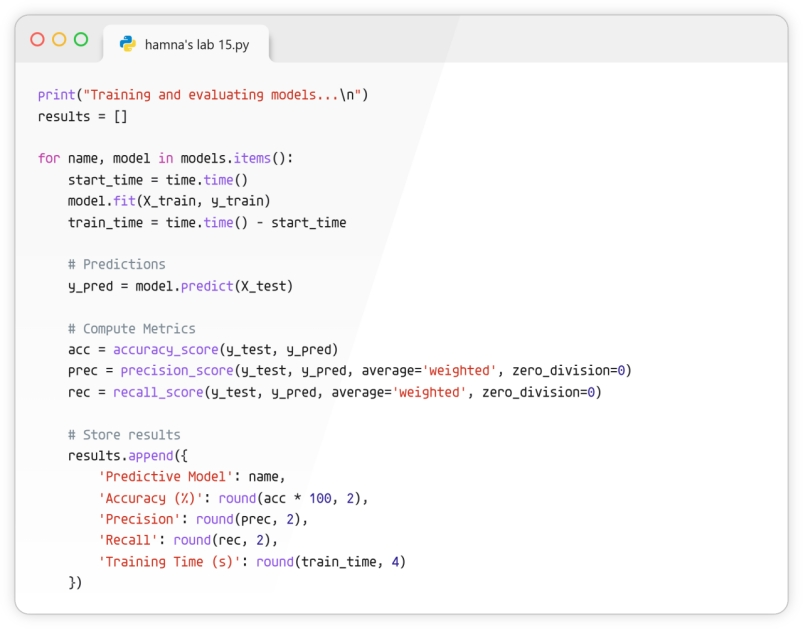 hamna's lab 15.py
print("Training and evaluating models...\n")
results = []
for name, model in models.items():
    start_time = time.time()
    model.fit(X_train, y_train)
    train_time = time.time() - start_time
    # Predictions
    y_pred = model.predict(X_test)
    # Compute Metrics
    acc = accuracy_score(y_test, y_pred)
    prec = precision_score(y_test, y_pred, average='weighted', zero_division=0)
    rec = recall_score(y_test, y_pred, average='weighted', zero_division=0)
    # Store results
    results.append({
        'Predictive Model': name,
        'Accuracy (%)': round(acc * 100, 2),
        'Precision': round(prec, 2),
        'Recall': round(rec, 2),
        'Training Time (s)': round(train_time, 4)
    })